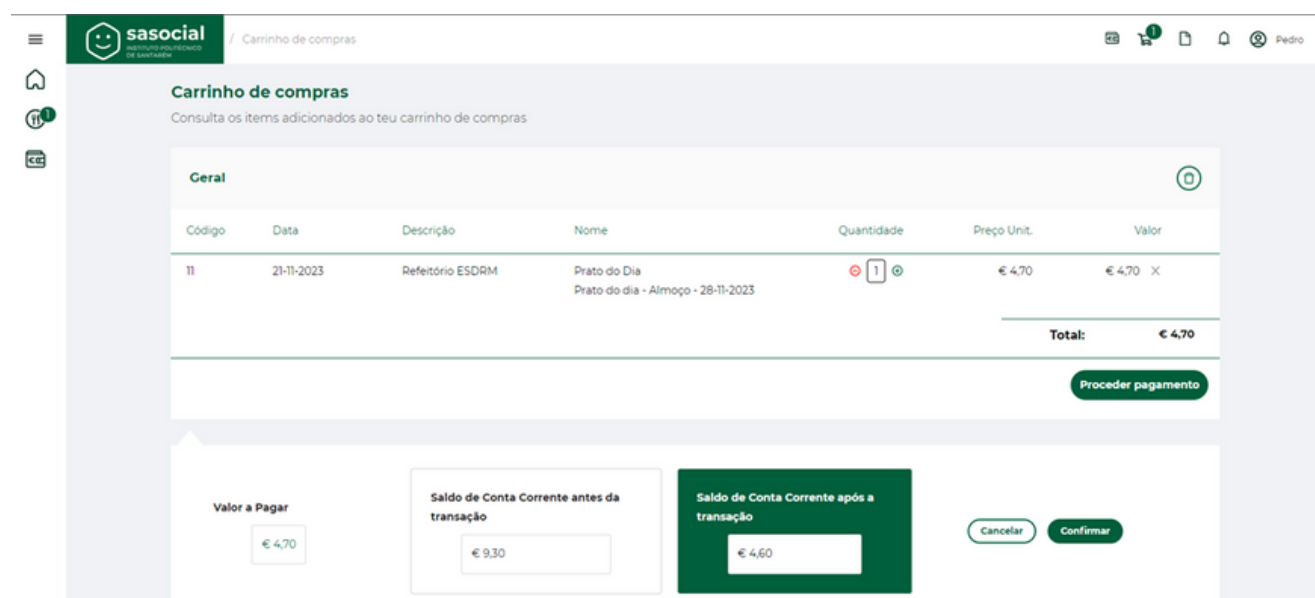 sasocial
INSTITUTO POLITÉCNICO
DE SANTARÉM
/ Carrinho de compras
1
Pedro
1
Carrinho de compras
Consulta os items adicionados ao teu carrinho de compras
Geral
Código Data Descrição Nome Quantidade Preço Unit. Valor
11 21-11-2023 Refeitório ESDRM Prato do Dia 1 € 4,70 € 4,70
Prato do dia - Almoço - 28-11-2023
Total: € 4,70
Proceder pagamento
Valor a Pagar
€ 4,70
Saldo de Conta Corrente antes da
transação
€ 9,30
Saldo de Conta Corrente após a
transação
€ 4,60
Cancelar Confirmar